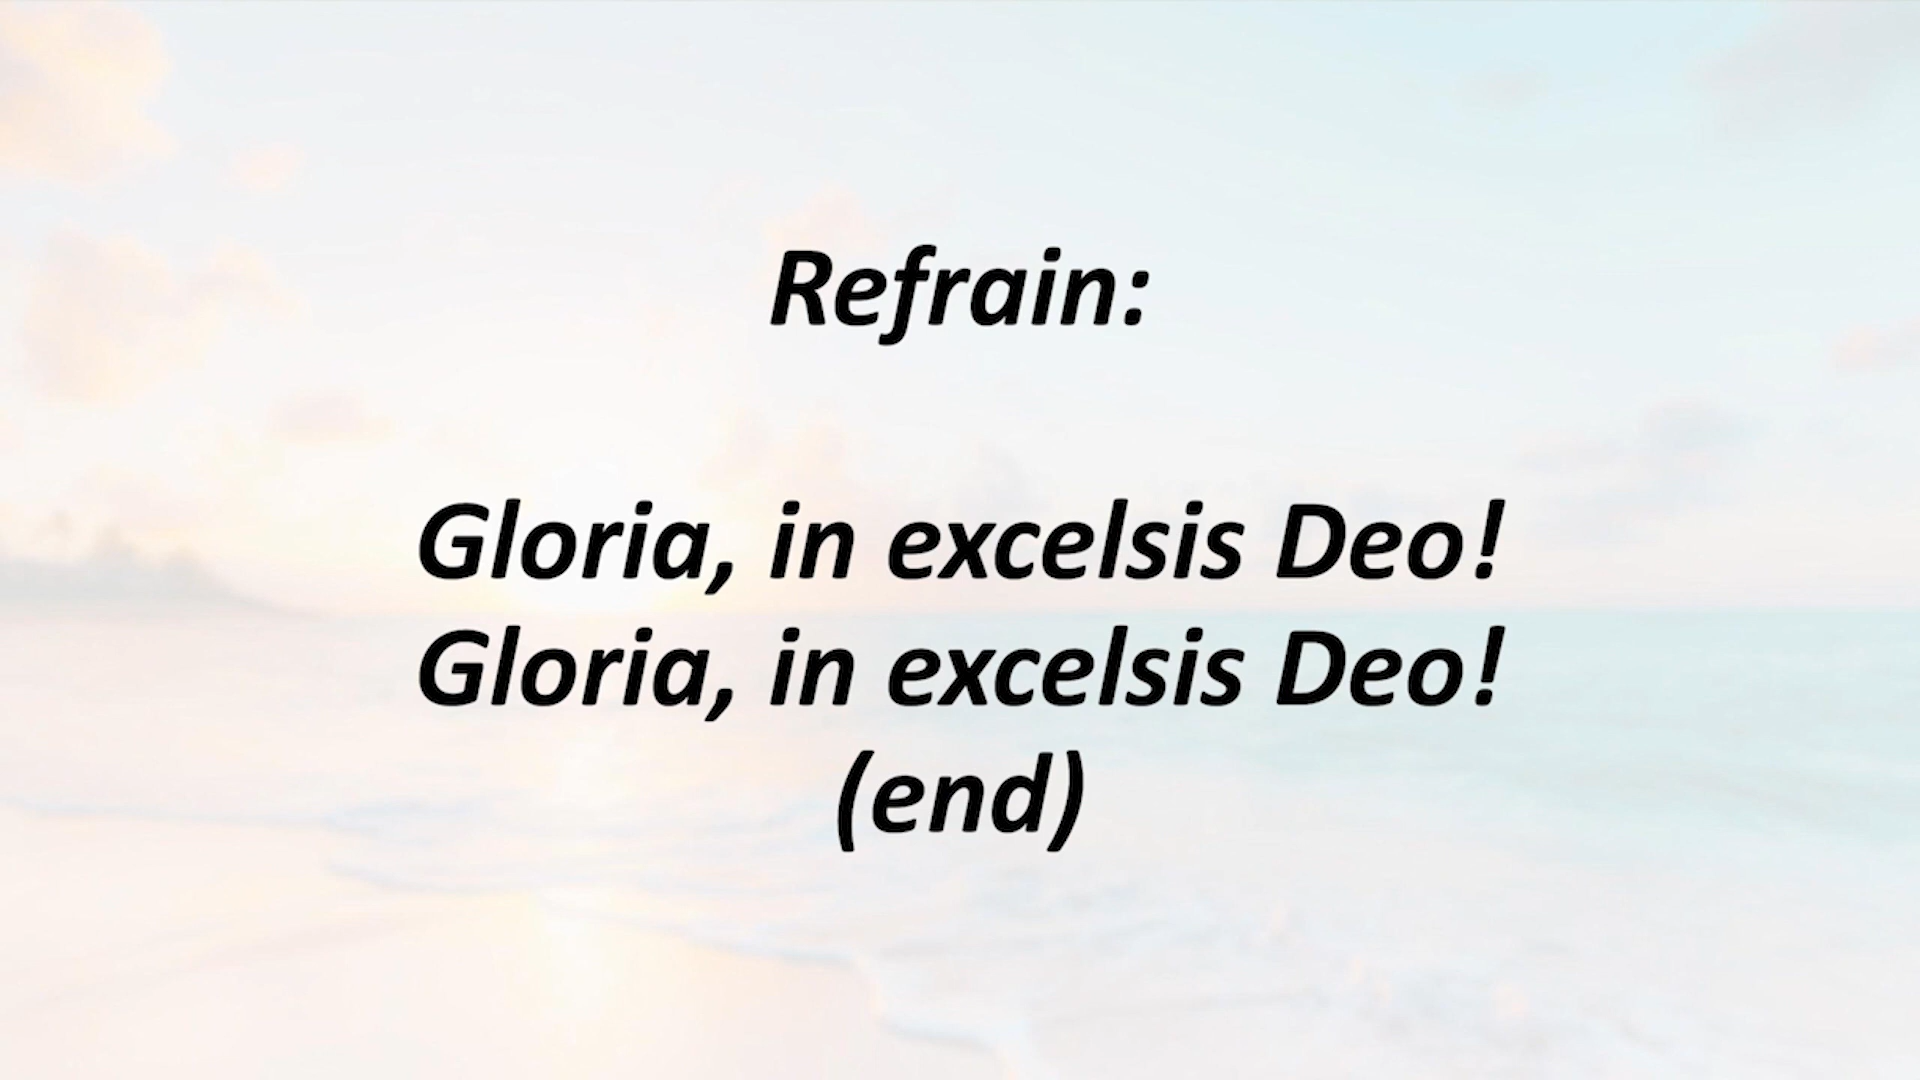 Refrain:
Gloria, in excelsis Deo!
Gloria, in excelsis Deo!
(end)